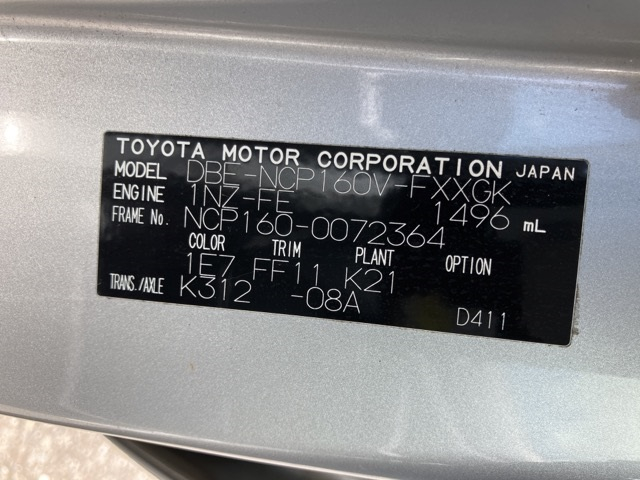 TOYOTA MOTOR CORPORATION JAPAN
MODEL DBE-NCP160V-FXXGK
ENGINE 1NZ-FE 1496 mL
FRAME No. NCP160-0072364
COLOR TRIM PLANT OPTION
1E7 FF11 K21
TRANS./AXLE K312 -08A
D411